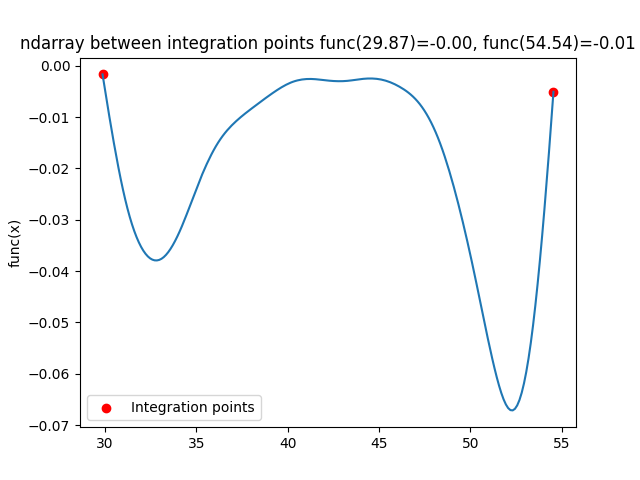 ndarray between integration points func(29.87)=-0.00, func(54.54)=-0.01
0.00
−0.01
−0.02
−0.03
−0.04
−0.05
−0.06
−0.07
func(x)
Integration points
30 35 40 45 50 55